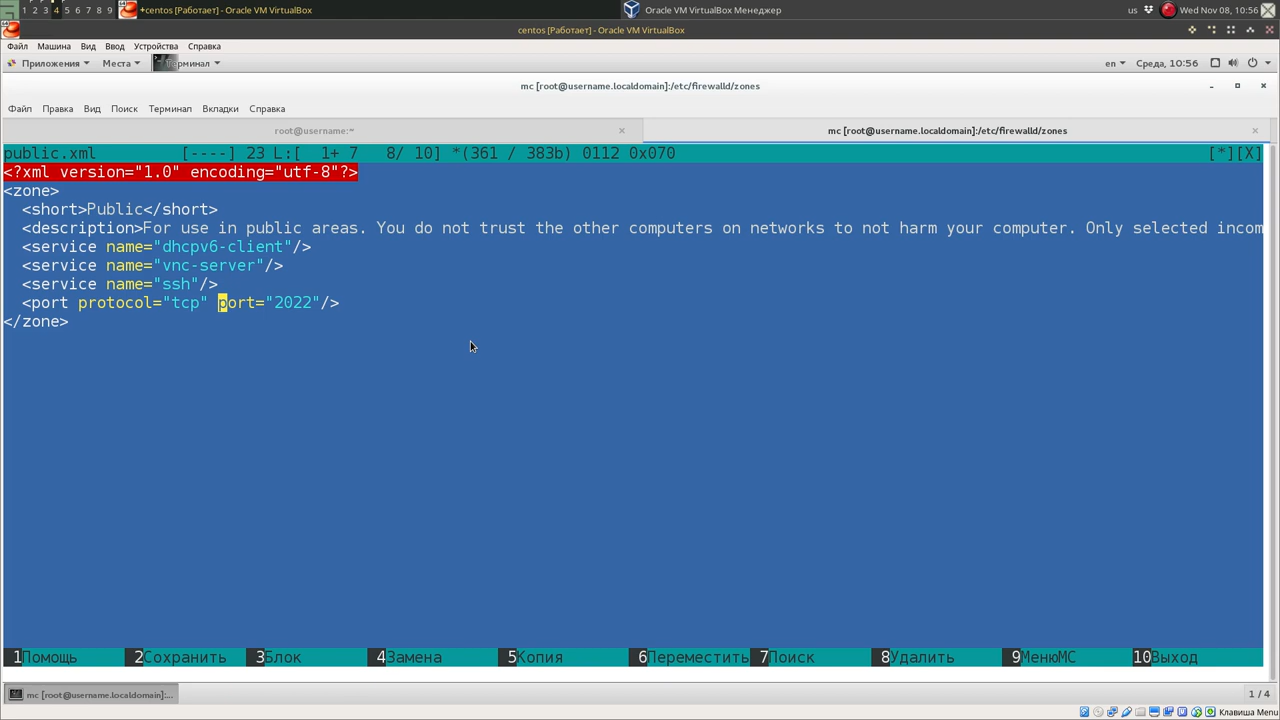 1 2 3 4 5 6 7 8 9 •centos [Работает] - Oracle VM VirtualBox Oracle VM VirtualBox Менеджер us Wed Nov 08, 10:56
centos [Работает] - Oracle VM VirtualBox
Файл Машина Вид Ввод Устройства Справка
Приложения Места Терминал en Среда, 10:56
mc [root@username.localdomain]:/etc/firewalld/zones
Файл Правка Вид Поиск Терминал Вкладки Справка
root@username:~ × mc [root@username.localdomain]:/etc/firewalld/zones ×
public.xml [----] 23 L:[ 1+ 7 8/ 10] *(361 / 383b) 0112 0x070 [*][X]
<?xml version="1.0" encoding="utf-8"?>
<zone>
<short>Public</short>
<description>For use in public areas. You do not trust the other computers on networks to not harm your computer. Only selected incom
<service name="dhcpv6-client"/>
<service name="vnc-server"/>
<service name="ssh"/>
<port protocol="tcp" port="2022"/>
</zone>
1Помощь 2Сохранить 3Блок 4Замена 5Копия 6Переместить 7Поиск 8Удалить 9МенюMC 10Выход
mc [root@username.localdomain]:... 1 / 4
Клавиша Menu